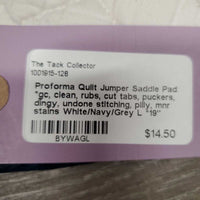 The Tack Collector
1001915-128
Proforma Quilt Jumper Saddle Pad
*gc, clean, rubs, cut tabs, puckers,
dingy, undone stitching, pilly, mnr
stains White/Navy/Grey L "19"
BYWAGL
$14.50